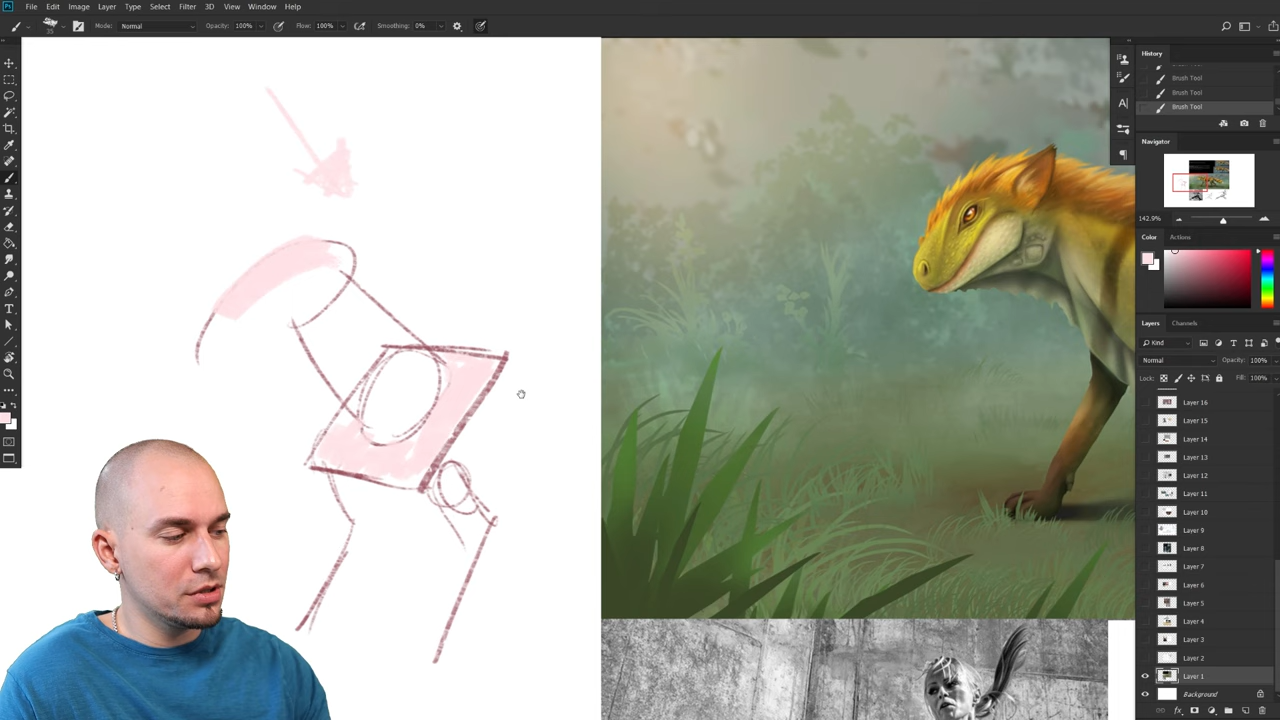 Ps File Edit Image Layer Type Select Filter 3D View Window Help
35 Mode: Normal Opacity: 100% Flow: 100% Smoothing: 0%
History
Brush Tool
Brush Tool
Brush Tool
Navigator
142.9%
Color Actions
Layers Channels
Kind
Normal Opacity: 100%
Lock: Fill: 100%
Layer 16
Layer 15
Layer 14
Layer 13
Layer 12
Layer 11
Layer 10
Layer 9
Layer 8
Layer 7
Layer 6
Layer 5
Layer 4
Layer 3
Layer 2
Layer 1
Background